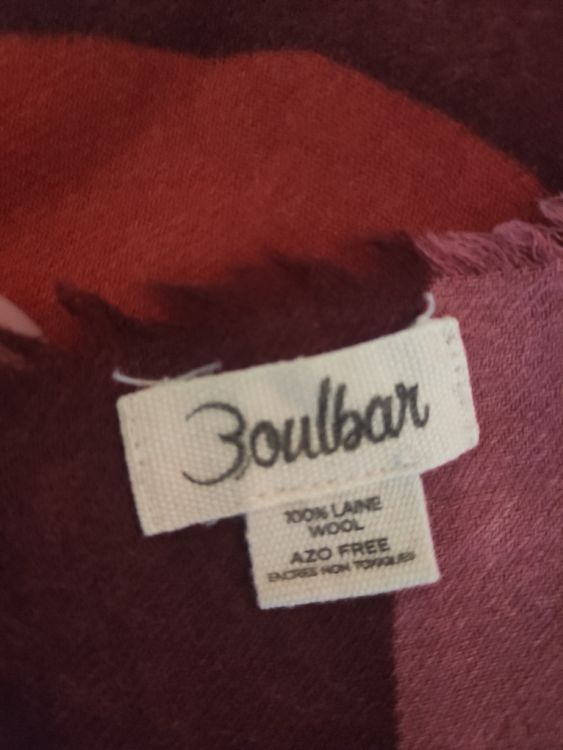 Boulbar
100% LAINE
WOOL
AZO FREE
ENCRES NON TOXIQUES